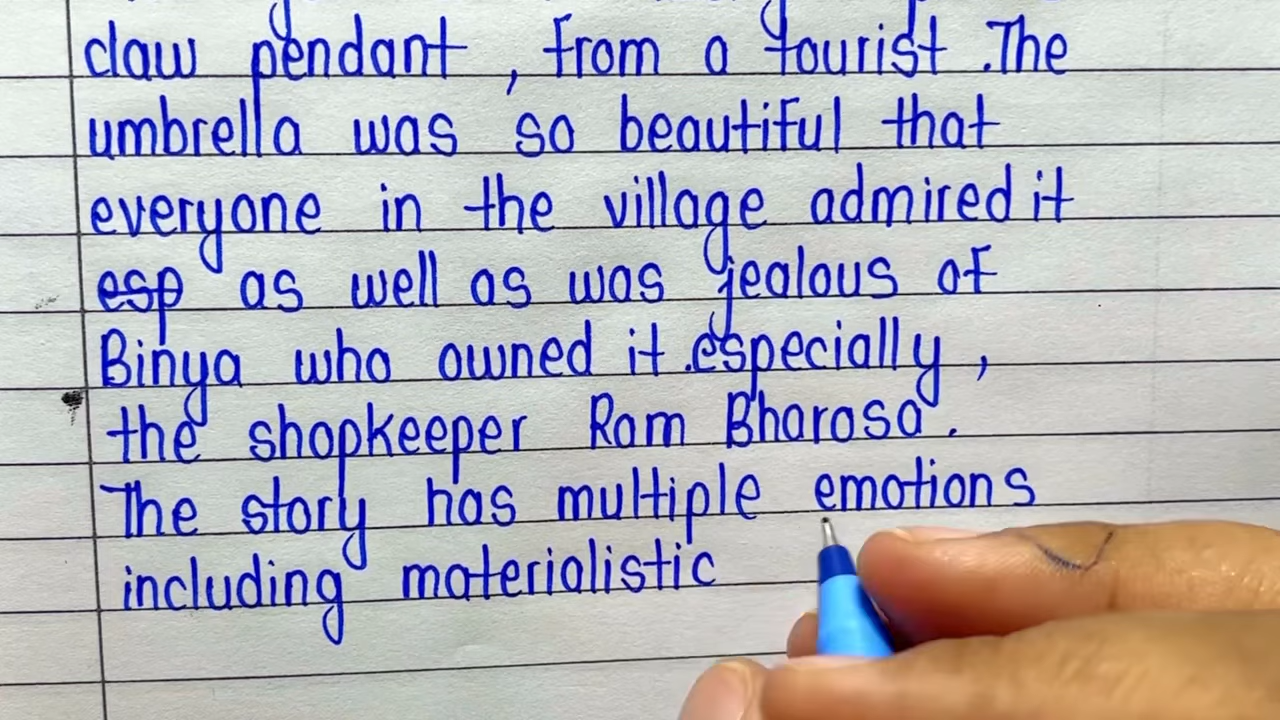 claw pendant , from a tourist .The
umbrella was so beautiful that
everyone in the village admired it
esp as well as was jealous of
Binya who owned it .especially ,
the shopkeeper Ram Bharosa .
The story has multiple emotions
including materialistic